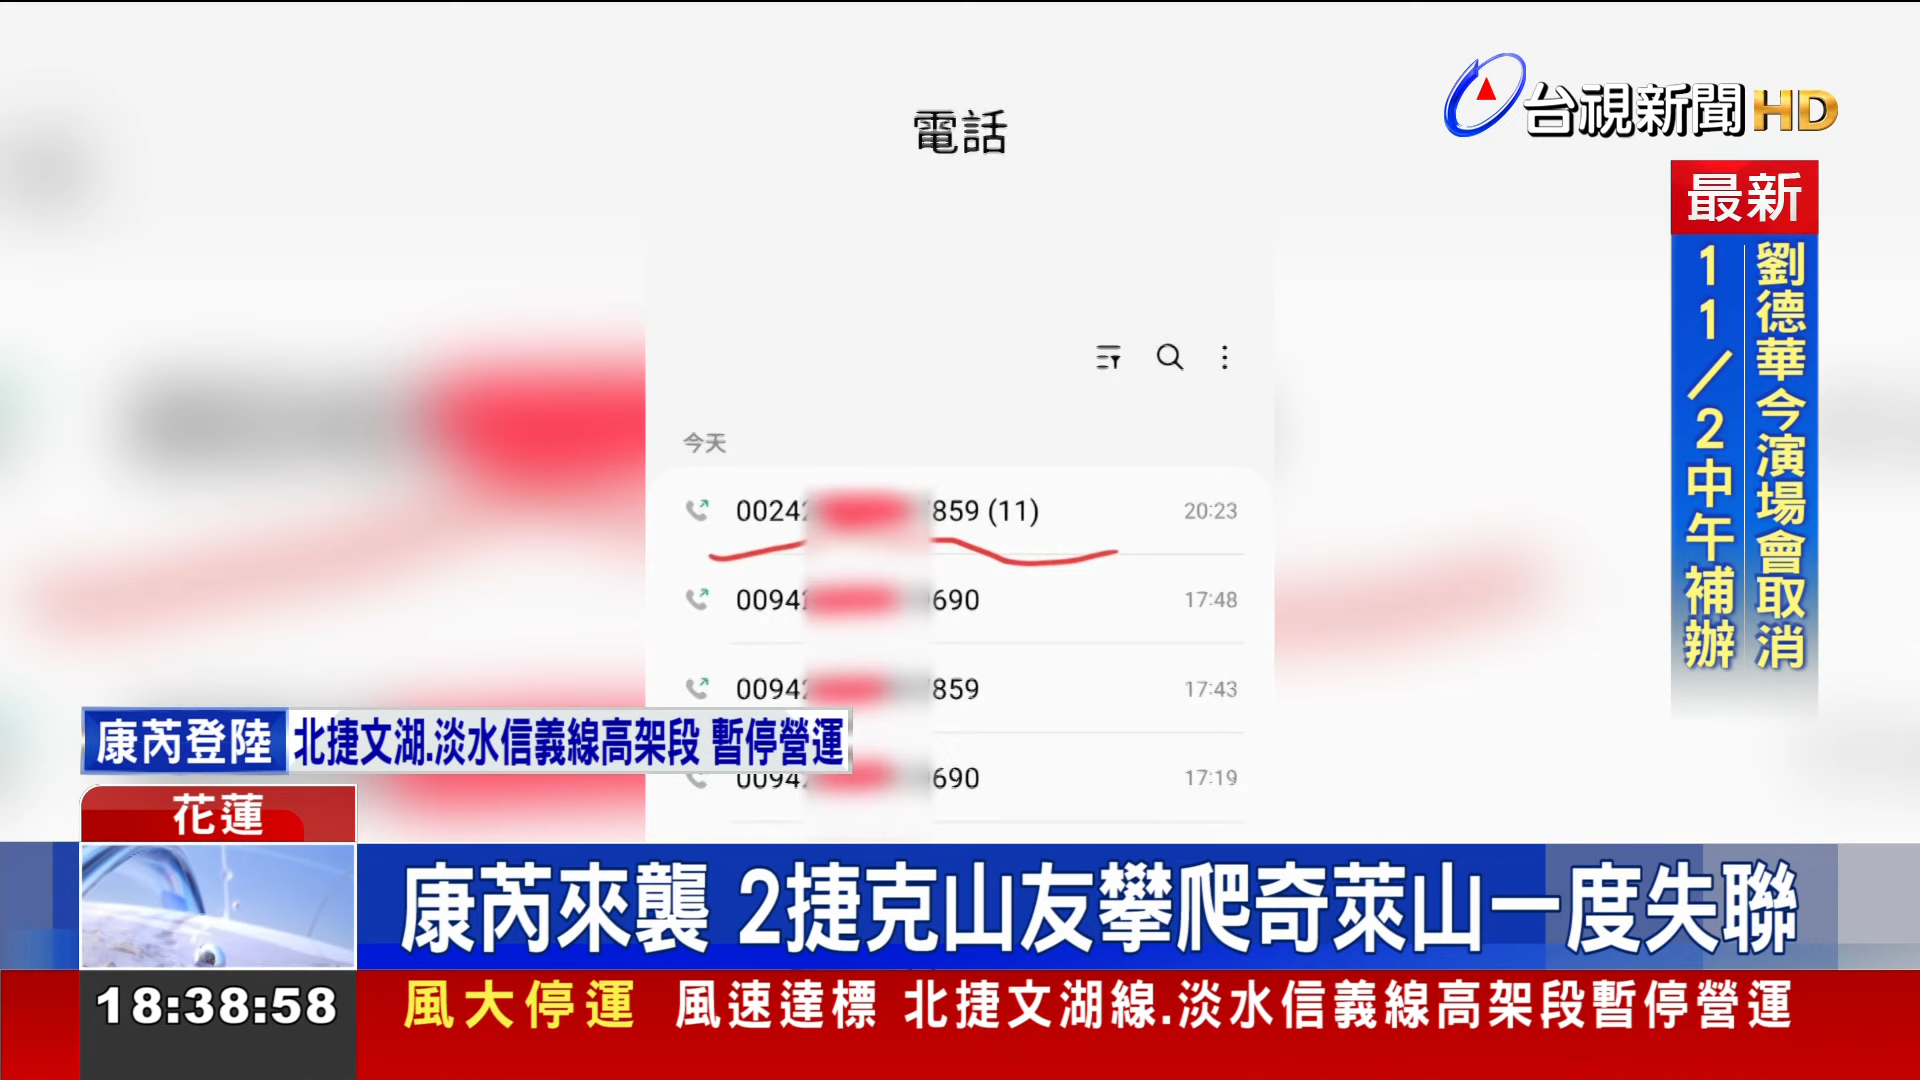 電話
台視新聞HD
最新
劉德華今演場會取消
11/2中午補辦
今天
00242 859 (11) 20:23
00942 690 17:48
00942 859 17:43
康芮登陸 北捷文湖.淡水信義線高架段 暫停營運
00942 690 17:19
花蓮
康芮來襲 2捷克山友攀爬奇萊山一度失聯
18:38:58
風大停運 風速達標 北捷文湖線.淡水信義線高架段暫停營運